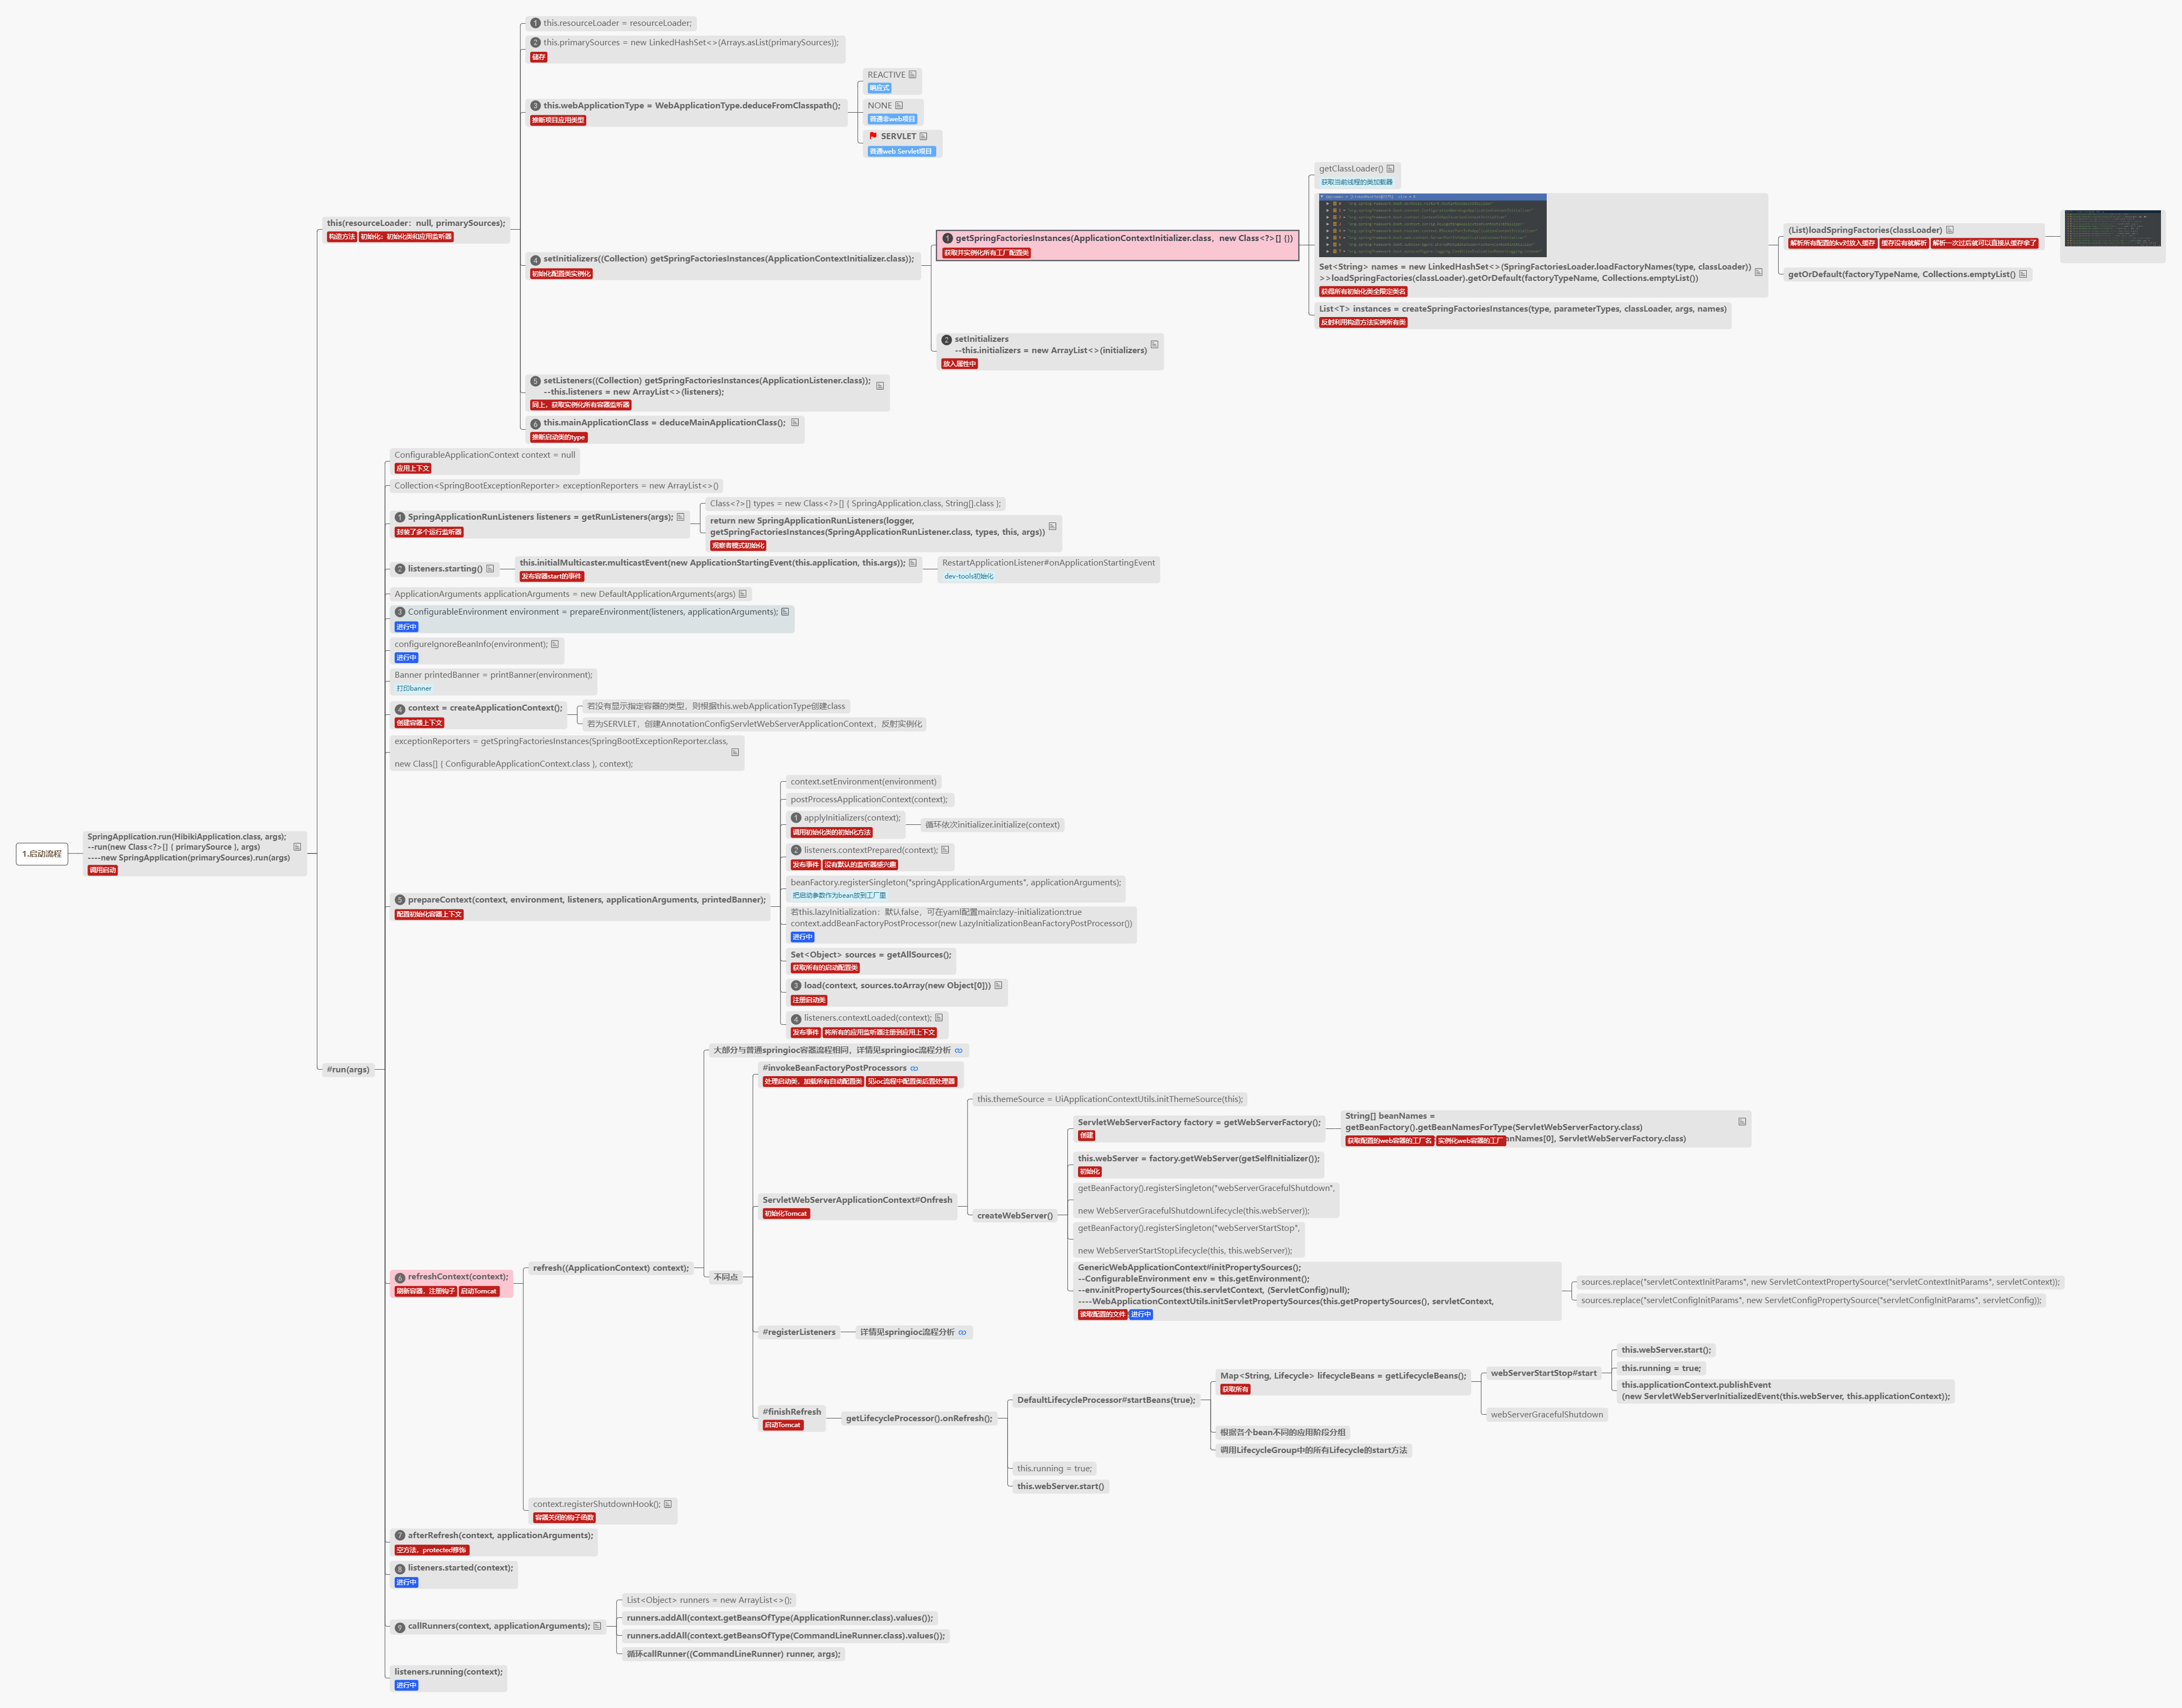 1.启动流程
SpringApplication.run(HibikiApplication.class, args);
--run(new Class<?>[] { primarySource }, args)
----new SpringApplication(primarySources).run(args)
调用启动
this(resourceLoader: null, primarySources);
构造方法 初始化: 初始化类和应用监听器
1 this.resourceLoader = resourceLoader;
2 this.primarySources = new LinkedHashSet<>(Arrays.asList(primarySources));
储存
3 this.webApplicationType = WebApplicationType.deduceFromClasspath();
推断项目应用类型
REACTIVE
响应式
NONE
普通非web项目
SERVLET
普通web Servlet项目
4 setInitializers((Collection) getSpringFactoriesInstances(ApplicationContextInitializer.class));
初始化配置类实例化
1 getSpringFactoriesInstances(ApplicationContextInitializer.class, new Class<?>[] {})
获取并实例化所有工厂配置类
getClassLoader()
获取当前线程的类加载器
Set<String> names = new LinkedHashSet<>(SpringFactoriesLoader.loadFactoryNames(type, classLoader))
>>loadSpringFactories(classLoader).getOrDefault(factoryTypeName, Collections.emptyList())
获得所有初始化类全限定类名
(List)loadSpringFactories(classLoader)
解析所有配置的kv对放入缓存 缓存没有就解析 解析一次过后就可以直接从缓存拿了
getOrDefault(factoryTypeName, Collections.emptyList()
List<T> instances = createSpringFactoriesInstances(type, parameterTypes, classLoader, args, names)
反射利用构造方法实例所有类
2 setInitializers
--this.initializers = new ArrayList<>(initializers)
放入属性中
5 setListeners((Collection) getSpringFactoriesInstances(ApplicationListener.class));
--this.listeners = new ArrayList<>(listeners);
同上，获取实例化所有容器监听器
6 this.mainApplicationClass = deduceMainApplicationClass();
推断启动类的type
#run(args)
ConfigurableApplicationContext context = null
应用上下文
Collection<SpringBootExceptionReporter> exceptionReporters = new ArrayList<>()
1 SpringApplicationRunListeners listeners = getRunListeners(args);
封装了多个运行监听器
Class<?>[] types = new Class<?>[] { SpringApplication.class, String[].class };
return new SpringApplicationRunListeners(logger,
getSpringFactoriesInstances(SpringApplicationRunListener.class, types, this, args))
观察者模式初始化
2 listeners.starting()
this.initialMulticaster.multicastEvent(new ApplicationStartingEvent(this.application, this.args));
发布容器start的事件
RestartApplicationListener#onApplicationStartingEvent
dev-tools初始化
ApplicationArguments applicationArguments = new DefaultApplicationArguments(args)
3 ConfigurableEnvironment environment = prepareEnvironment(listeners, applicationArguments);
进行中
configureIgnoreBeanInfo(environment);
进行中
Banner printedBanner = printBanner(environment);
打印banner
4 context = createApplicationContext();
创建容器上下文
若没有显示指定容器的类型，则根据this.webApplicationType创建class
若为SERVLET，创建AnnotationConfigServletWebServerApplicationContext，反射实例化
exceptionReporters = getSpringFactoriesInstances(SpringBootExceptionReporter.class,
new Class[] { ConfigurableApplicationContext.class }, context);
5 prepareContext(context, environment, listeners, applicationArguments, printedBanner);
配置初始化容器上下文
context.setEnvironment(environment)
postProcessApplicationContext(context);
1 applyInitializers(context);
调用初始化类的初始化方法
循环依次initializer.initialize(context)
2 listeners.contextPrepared(context);
发布事件 没有默认的监听器感兴趣
beanFactory.registerSingleton("springApplicationArguments", applicationArguments);
把启动参数作为bean放到工厂里
若this.lazyInitialization: 默认false，可在yaml配置main:lazy-initialization:true
context.addBeanFactoryPostProcessor(new LazyInitializationBeanFactoryPostProcessor())
进行中
Set<Object> sources = getAllSources();
获取所有的启动配置类
3 load(context, sources.toArray(new Object[0]))
注册启动类
4 listeners.contextLoaded(context);
发布事件 将所有的应用监听器注册到应用上下文
6 refreshContext(context);
刷新容器，注册钩子 启动Tomcat
refresh((ApplicationContext) context);
大部分与普通springioc容器流程相同，详情见springioc流程分析
不同点
#invokeBeanFactoryPostProcessors
处理启动类，加载所有自动配置类 见ioc流程中配置类后置处理器
ServletWebServerApplicationContext#Onfresh
初始化Tomcat
this.themeSource = UiApplicationContextUtils.initThemeSource(this);
createWebServer()
ServletWebServerFactory factory = getWebServerFactory();
创建
String[] beanNames =
getBeanFactory().getBeanNamesForType(ServletWebServerFactory.class)
anNames[0], ServletWebServerFactory.class)
获取配置的web容器的工厂名 实例化web容器的工厂
this.webServer = factory.getWebServer(getSelfInitializer());
初始化
getBeanFactory().registerSingleton("webServerGracefulShutdown",
new WebServerGracefulShutdownLifecycle(this.webServer));
getBeanFactory().registerSingleton("webServerStartStop",
new WebServerStartStopLifecycle(this, this.webServer));
GenericWebApplicationContext#initPropertySources();
--ConfigurableEnvironment env = this.getEnvironment();
--env.initPropertySources(this.servletContext, (ServletConfig)null);
----WebApplicationContextUtils.initServletPropertySources(this.getPropertySources(), servletContext,
读取配置的文件 进行中
sources.replace("servletContextInitParams", new ServletContextPropertySource("servletContextInitParams", servletContext));
sources.replace("servletConfigInitParams", new ServletConfigPropertySource("servletConfigInitParams", servletConfig));
#registerListeners
详情见springioc流程分析
#finishRefresh
启动Tomcat
getLifecycleProcessor().onRefresh();
DefaultLifecycleProcessor#startBeans(true);
Map<String, Lifecycle> lifecycleBeans = getLifecycleBeans();
获取所有
webServerStartStop#start
this.webServer.start();
this.running = true;
this.applicationContext.publishEvent
(new ServletWebServerInitializedEvent(this.webServer, this.applicationContext));
webServerGracefulShutdown
根据各个bean不同的应用阶段分组
调用LifecycleGroup中的所有Lifecycle的start方法
this.running = true;
this.webServer.start()
context.registerShutdownHook();
容器关闭的钩子函数
7 afterRefresh(context, applicationArguments);
空方法，protected修饰
8 listeners.started(context);
进行中
9 callRunners(context, applicationArguments);
List<Object> runners = new ArrayList<>();
runners.addAll(context.getBeansOfType(ApplicationRunner.class).values());
runners.addAll(context.getBeansOfType(CommandLineRunner.class).values());
循环callRunner((CommandLineRunner) runner, args);
listeners.running(context);
进行中